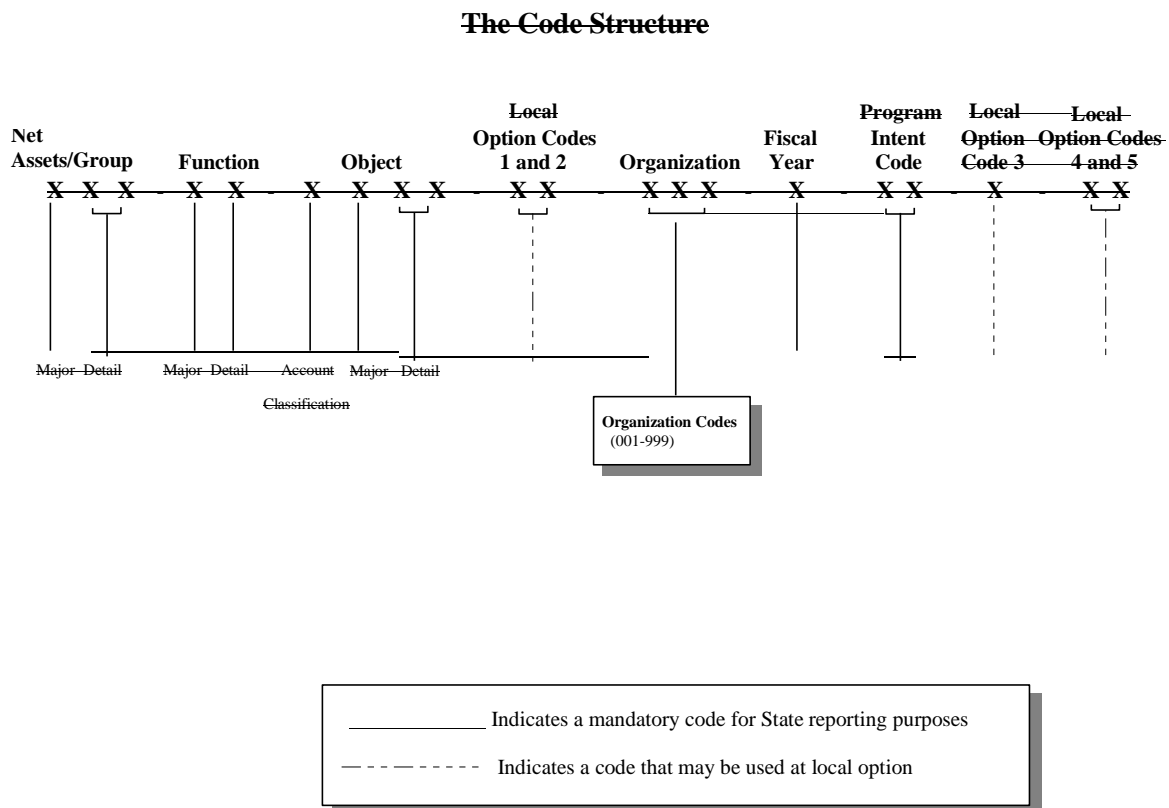 The Code Structure
Local Program Local Local
Net Option Codes Fiscal Intent Option Option Codes
Assets/Group Function Object 1 and 2 Organization Year Code Code 3 4 and 5
X X X - X X - X X X X - X X - X X X - X - X X - X - X X
Major Detail Major Detail Account Major Detail
Classification
Organization Codes
(001-999)
Indicates a mandatory code for State reporting purposes
Indicates a code that may be used at local option